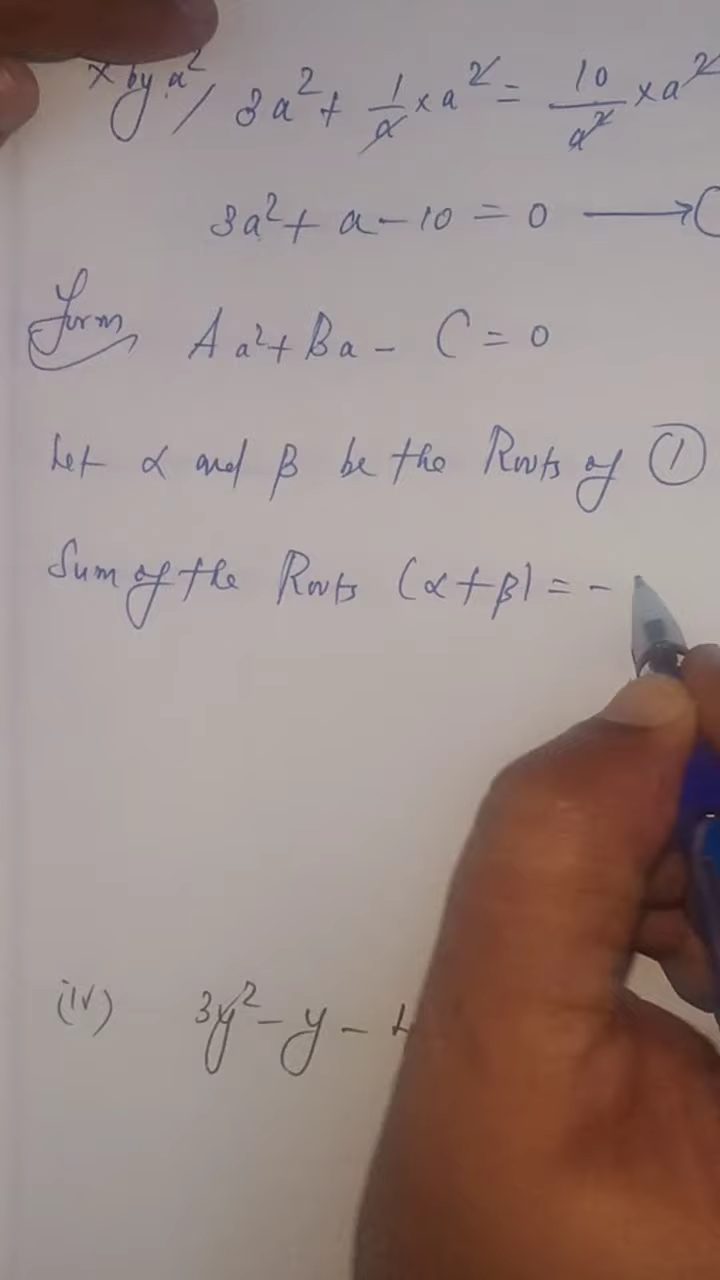 x by a² / 3a² + 1/a × a² = 10/a² × a²
3a² + a - 10 = 0 →
Form Aa² + Ba - C = 0
Let α and β be the Roots of ①
Sum of the Roots (α + β) = -
(iv) 3y² - y -